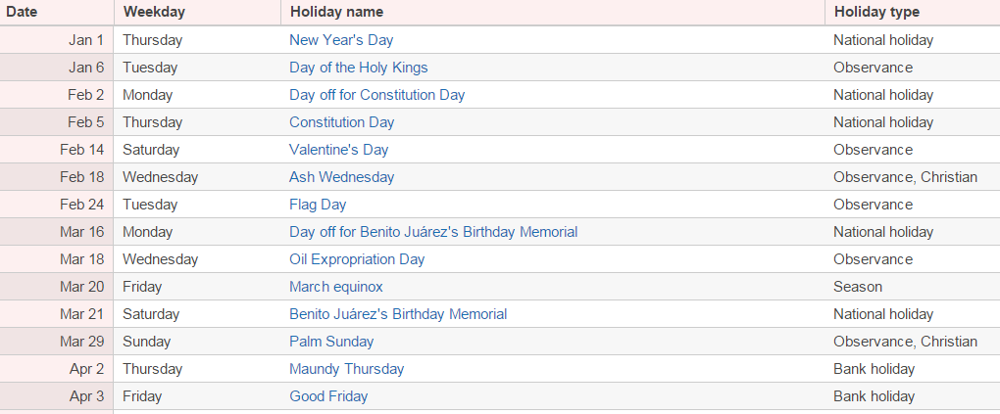 Date Weekday Holiday name Holiday type
Jan 1 Thursday New Year's Day National holiday
Jan 6 Tuesday Day of the Holy Kings Observance
Feb 2 Monday Day off for Constitution Day National holiday
Feb 5 Thursday Constitution Day National holiday
Feb 14 Saturday Valentine's Day Observance
Feb 18 Wednesday Ash Wednesday Observance, Christian
Feb 24 Tuesday Flag Day Observance
Mar 16 Monday Day off for Benito Juárez's Birthday Memorial National holiday
Mar 18 Wednesday Oil Expropriation Day Observance
Mar 20 Friday March equinox Season
Mar 21 Saturday Benito Juárez's Birthday Memorial National holiday
Mar 29 Sunday Palm Sunday Observance, Christian
Apr 2 Thursday Maundy Thursday Bank holiday
Apr 3 Friday Good Friday Bank holiday